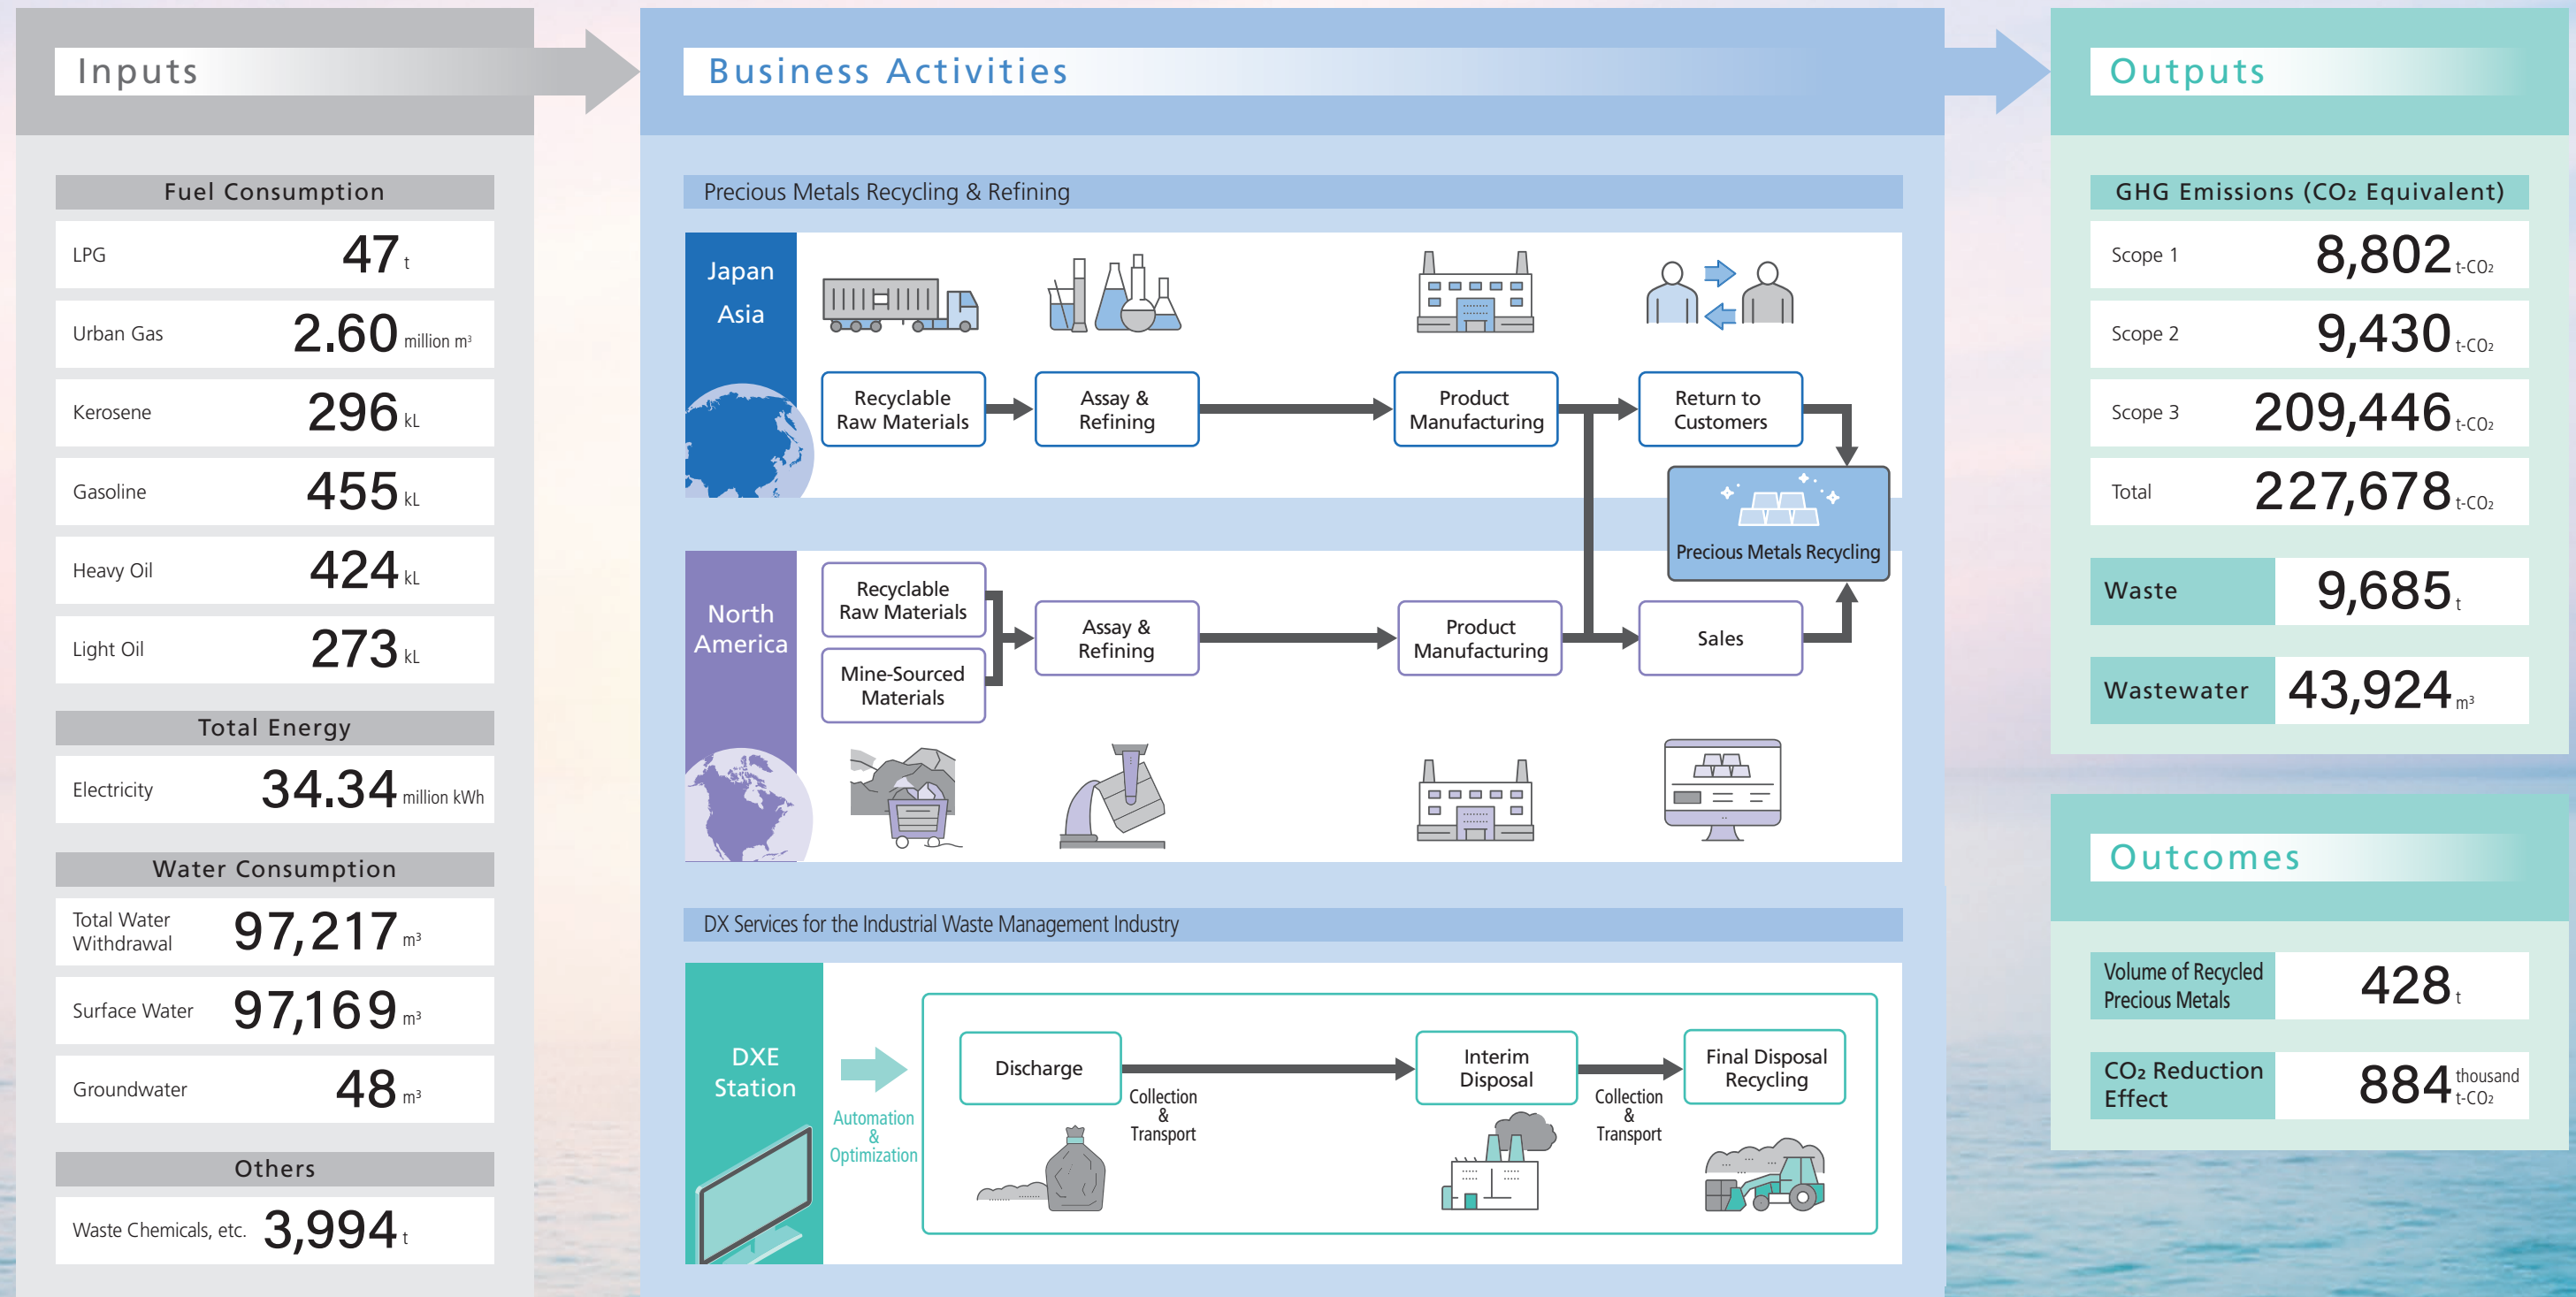 Inputs
Fuel Consumption
LPG 47 t
Urban Gas 2.60 million m³
Kerosene 296 kL
Gasoline 455 kL
Heavy Oil 424 kL
Light Oil 273 kL
Total Energy
Electricity 34.34 million kWh
Water Consumption
Total Water
Withdrawal 97,217 m³
Surface Water 97,169 m³
Groundwater 48 m³
Others
Waste Chemicals, etc. 3,994 t
Business Activities
Precious Metals Recycling & Refining
Japan
Asia
Recyclable
Raw Materials
Assay &
Refining
Product
Manufacturing
Return to
Customers
Precious Metals Recycling
North
America
Recyclable
Raw Materials
Mine-Sourced
Materials
Assay &
Refining
Product
Manufacturing
Sales
DX Services for the Industrial Waste Management Industry
DXE
Station
Automation
&
Optimization
Discharge
Collection
&
Transport
Interim
Disposal
Collection
&
Transport
Final Disposal
Recycling
Outputs
GHG Emissions (CO₂ Equivalent)
Scope 1 8,802 t-CO₂
Scope 2 9,430 t-CO₂
Scope 3 209,446 t-CO₂
Total 227,678 t-CO₂
Waste 9,685 t
Wastewater 43,924 m³
Outcomes
Volume of Recycled
Precious Metals 428 t
CO₂ Reduction
Effect 884 thousand
t-CO₂